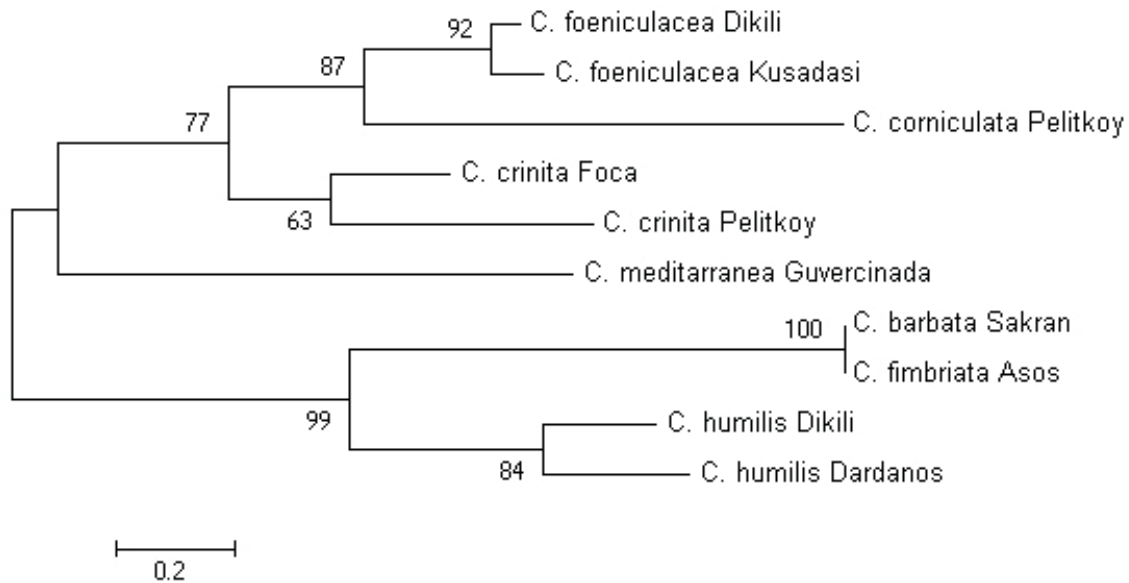 92
C. foeniculacea Dikili
87
C. foeniculacea Kusadasi
77
C. corniculata Pelitkoy
C. crinita Foca
63
C. crinita Pelitkoy
C. meditarranea Guvercinada
100
C. barbata Sakran
C. fimbriata Asos
99
C. humilis Dikili
84
C. humilis Dardanos
0.2